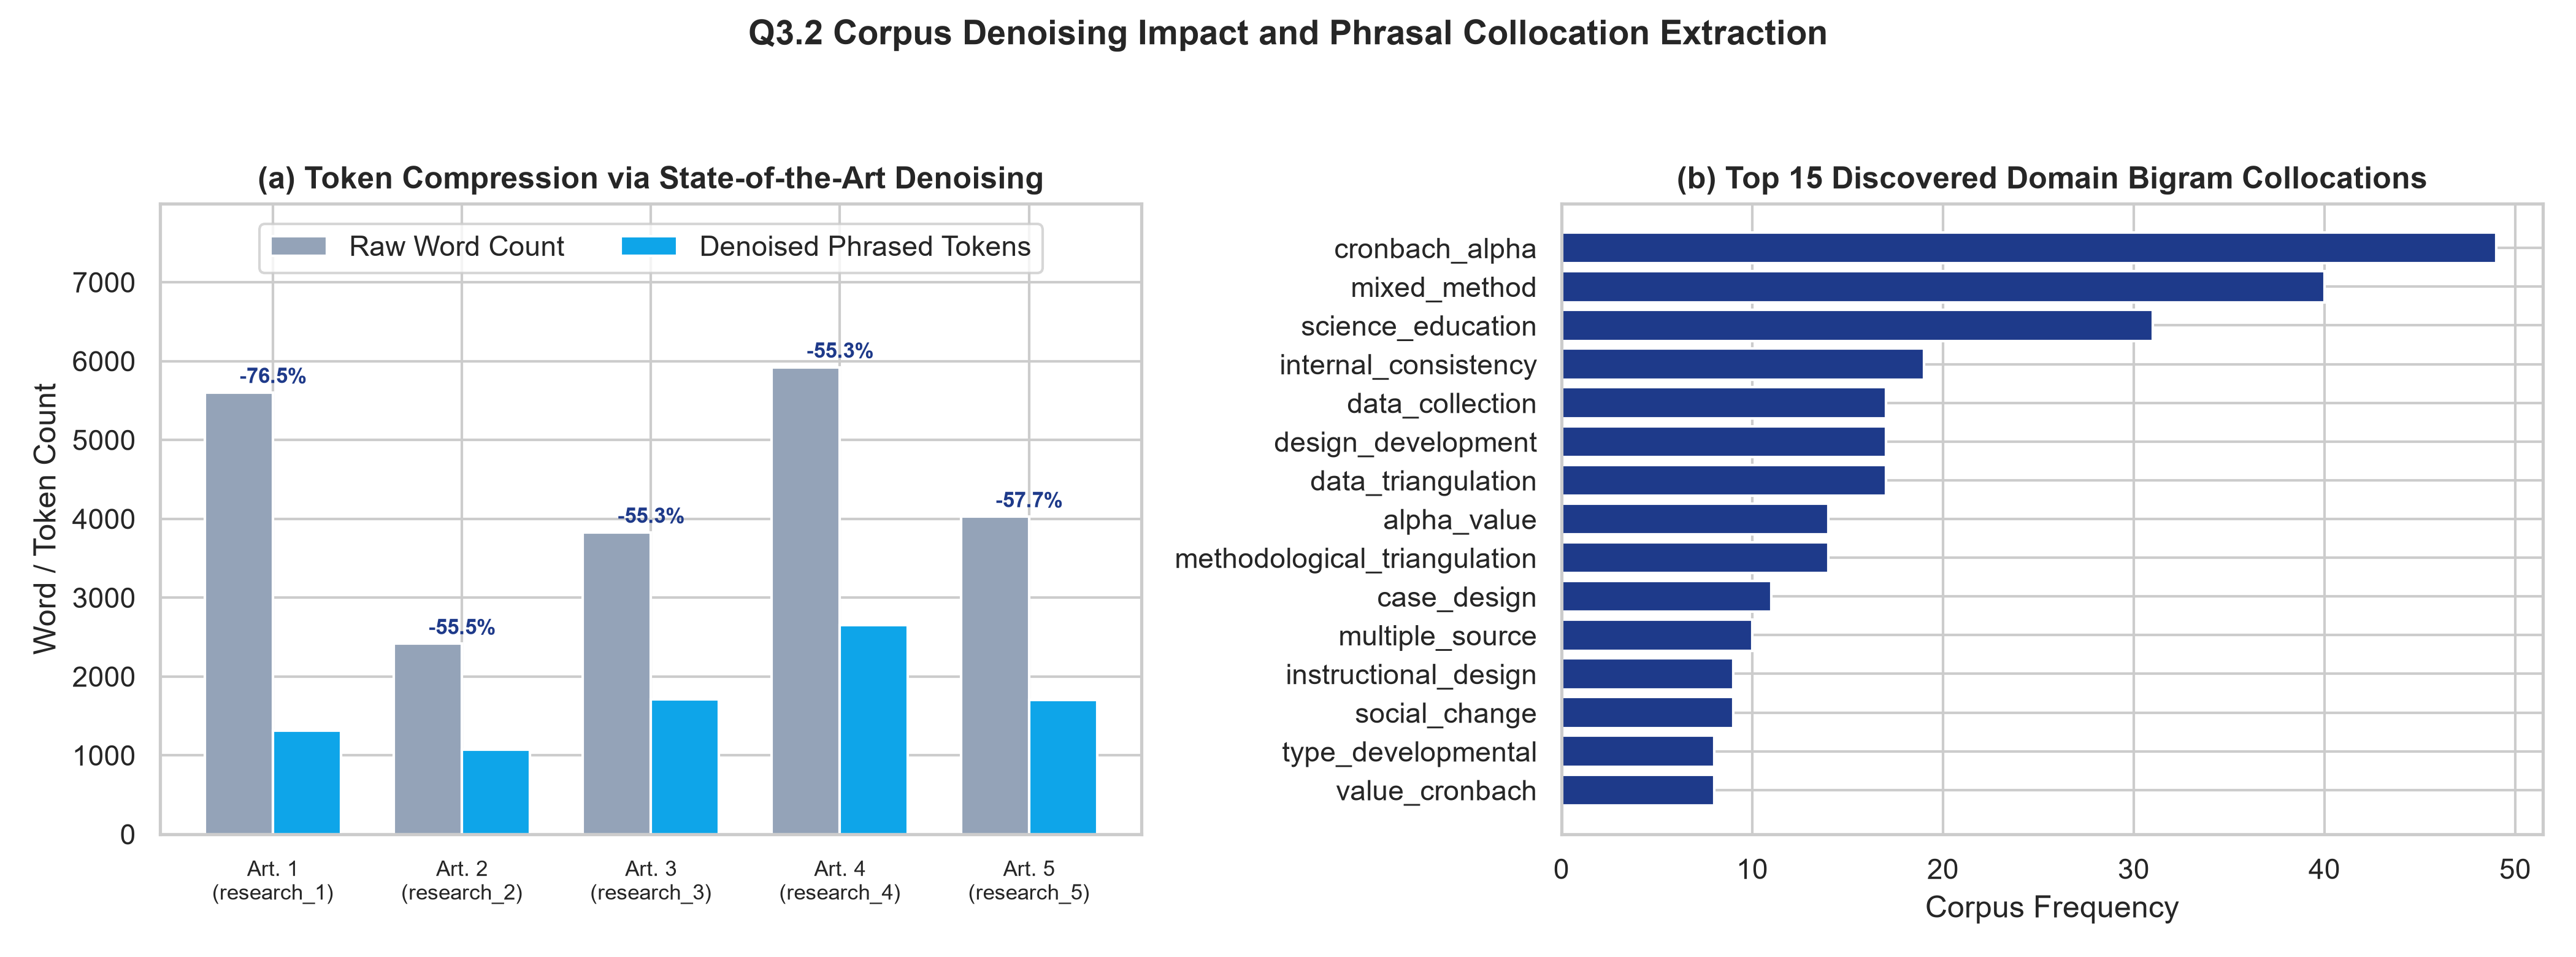 Q3.2 Corpus Denoising Impact and Phrasal Collocation Extraction
(a) Token Compression via State-of-the-Art Denoising
Raw Word Count
Denoised Phrased Tokens
Word / Token Count
7000
6000
5000
4000
3000
2000
1000
0
-76.5%
-55.5%
-55.3%
-55.3%
-57.7%
Art. 1
(research_1)
Art. 2
(research_2)
Art. 3
(research_3)
Art. 4
(research_4)
Art. 5
(research_5)
(b) Top 15 Discovered Domain Bigram Collocations
cronbach_alpha
mixed_method
science_education
internal_consistency
data_collection
design_development
data_triangulation
alpha_value
methodological_triangulation
case_design
multiple_source
instructional_design
social_change
type_developmental
value_cronbach
0
10
20
30
40
50
Corpus Frequency